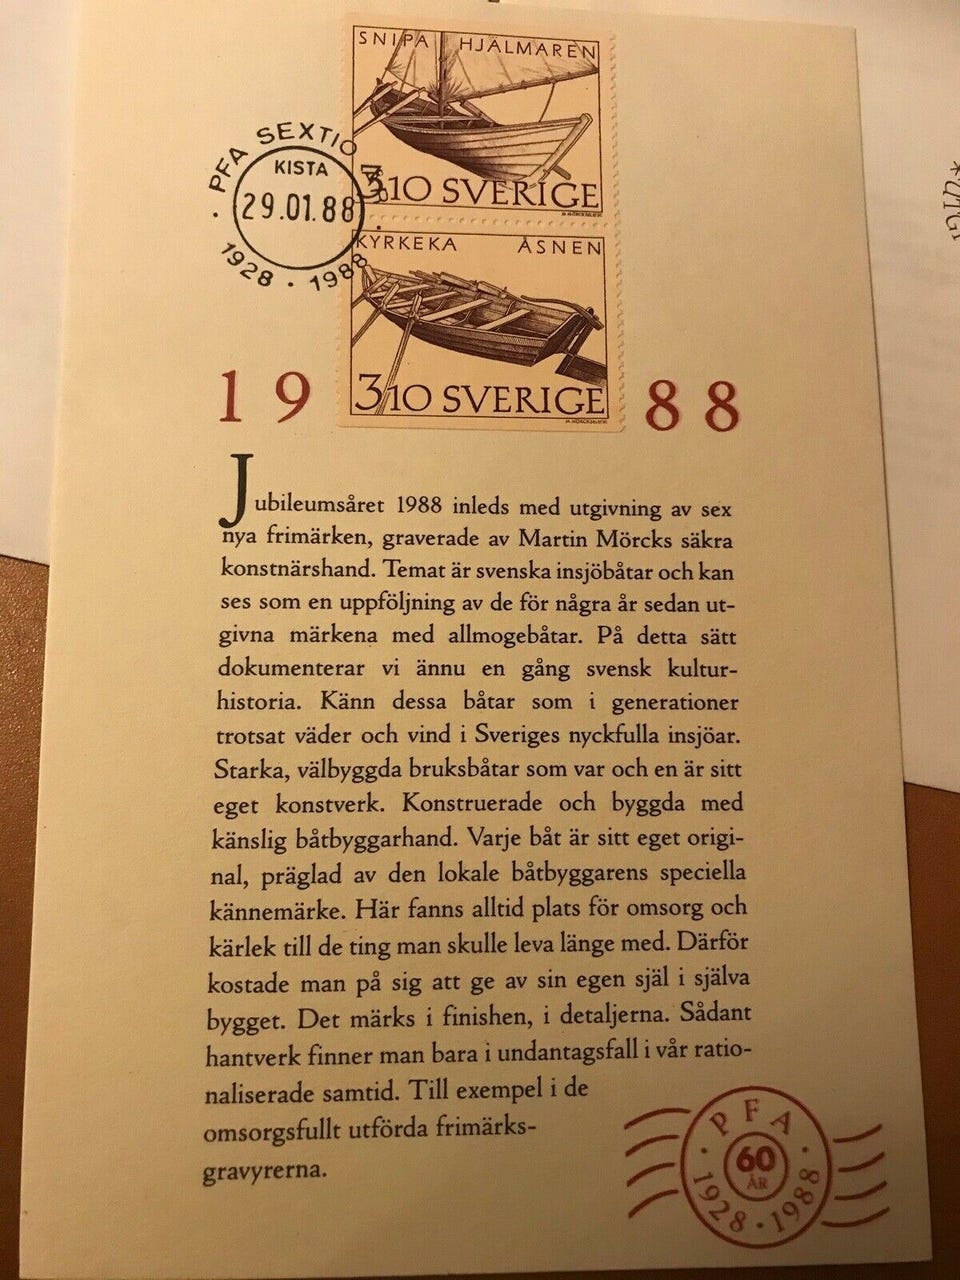 SNIPA HJÄLMAREN
3,10 SVERIGE
PFA SEXTIO ÅR
KISTA
29.01.88
· 1928 · 1988 ·
KYRKEKA ÅSNEN
3,10 SVERIGE
1988
Jubileumsåret 1988 inleds med utgivning av sex
nya frimärken, graverade av Martin Mörcks säkra
konstnärshand. Temat är svenska insjöbåtar och kan
ses som en uppföljning av de för några år sedan ut-
givna märkena med allmogebåtar. På detta sätt
dokumenterar vi ännu en gång svensk kultur-
historia. Känn dessa båtar som i generationer
trotsat väder och vind i Sveriges nyckfulla insjöar.
Starka, välbyggda bruksbåtar som var och en är sitt
eget konstverk. Konstruerade och byggda med
känslig båtbyggarhand. Varje båt är sitt eget origi-
nal, präglad av den lokale båtbyggarens speciella
kännemärke. Här fanns alltid plats för omsorg och
kärlek till de ting man skulle leva länge med. Därför
kostade man på sig att ge av sin egen själ i själva
bygget. Det märks i finishen, i detaljerna. Sådant
hantverk finner man bara i undantagsfall i vår ratio-
naliserade samtid. Till exempel i de
omsorgsfullt utförda frimärks-
gravyrerna.
PFA
60
ÅR
· 1928 · 1988 ·